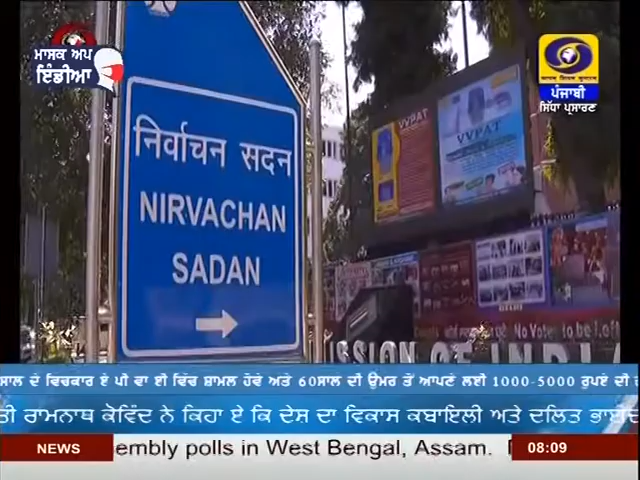 ਮਾਸਕ ਅਪ
ਇੰਡੀਆ
ਪੰਜਾਬੀ
ਸਿੱਧਾ ਪ੍ਰਸਾਰਣ
निर्वाचन सदन
NIRVACHAN
SADAN
VVPAT
VVPAT
No Voter to be l
ISSION OF INDIA
ਸਾਲ ਦੇ ਵਿਚਕਾਰ ਏ ਪੀ ਵਾ ਈ ਵਿੱਚ ਸ਼ਾਮਲ ਹੋਵੋ ਅਤੇ 60ਸਾਲ ਦੀ ਉਮਰ ਤੋਂ ਆਪਣੇ ਲਈ 1000-5000 ਰੁਪਏ ਦੀ
ਤੀ ਰਾਮਨਾਥ ਕੋਵਿੰਦ ਨੇ ਕਿਹਾ ਏ ਕਿ ਦੇਸ਼ ਦਾ ਵਿਕਾਸ ਕਬਾਇਲੀ ਅਤੇ ਦਲਿਤ
NEWS
embly polls in West Bengal, Assam,
08:09